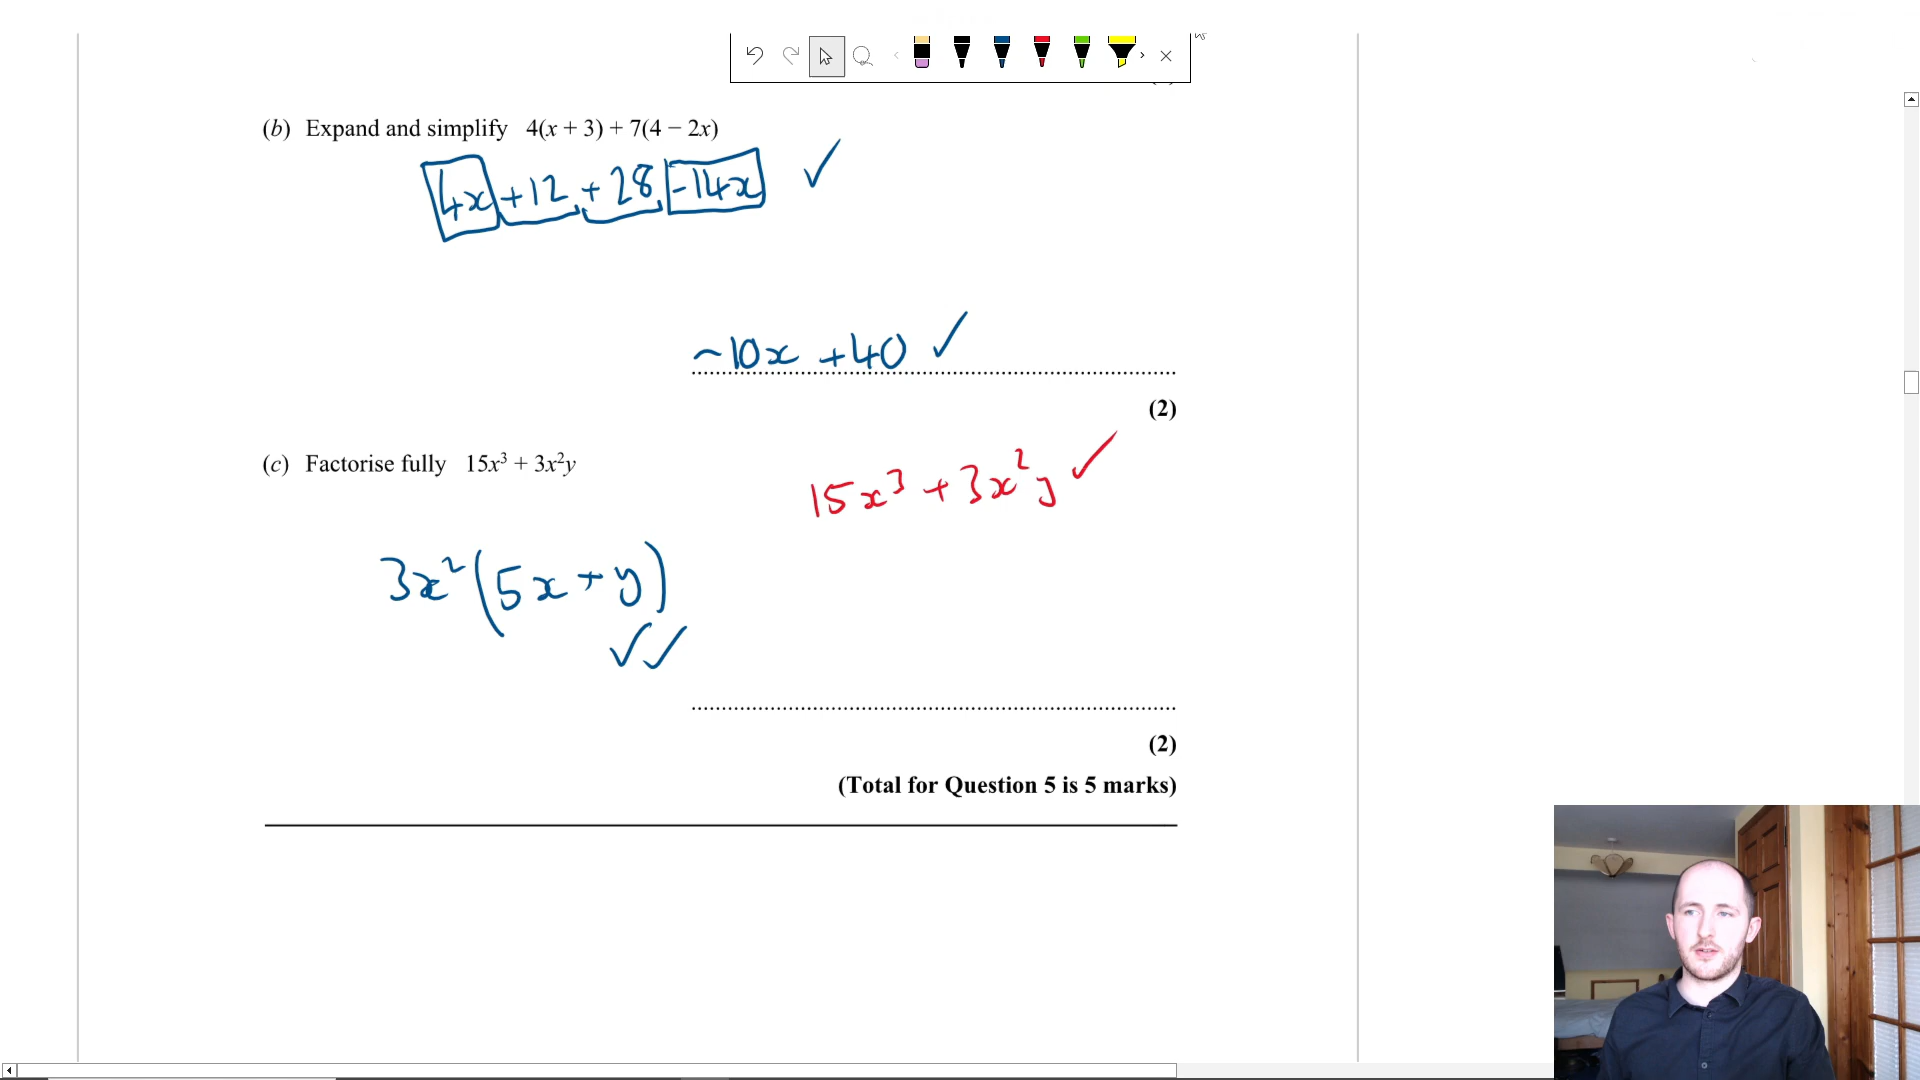 (b) Expand and simplify 4(x + 3) + 7(4 − 2x)
4x +12 +28 -14x ✓
-10x +40 ✓
(2)
(c) Factorise fully 15x³ + 3x²y
15x³ + 3x²y ✓
3x²(5x + y)
✓✓
(2)
(Total for Question 5 is 5 marks)